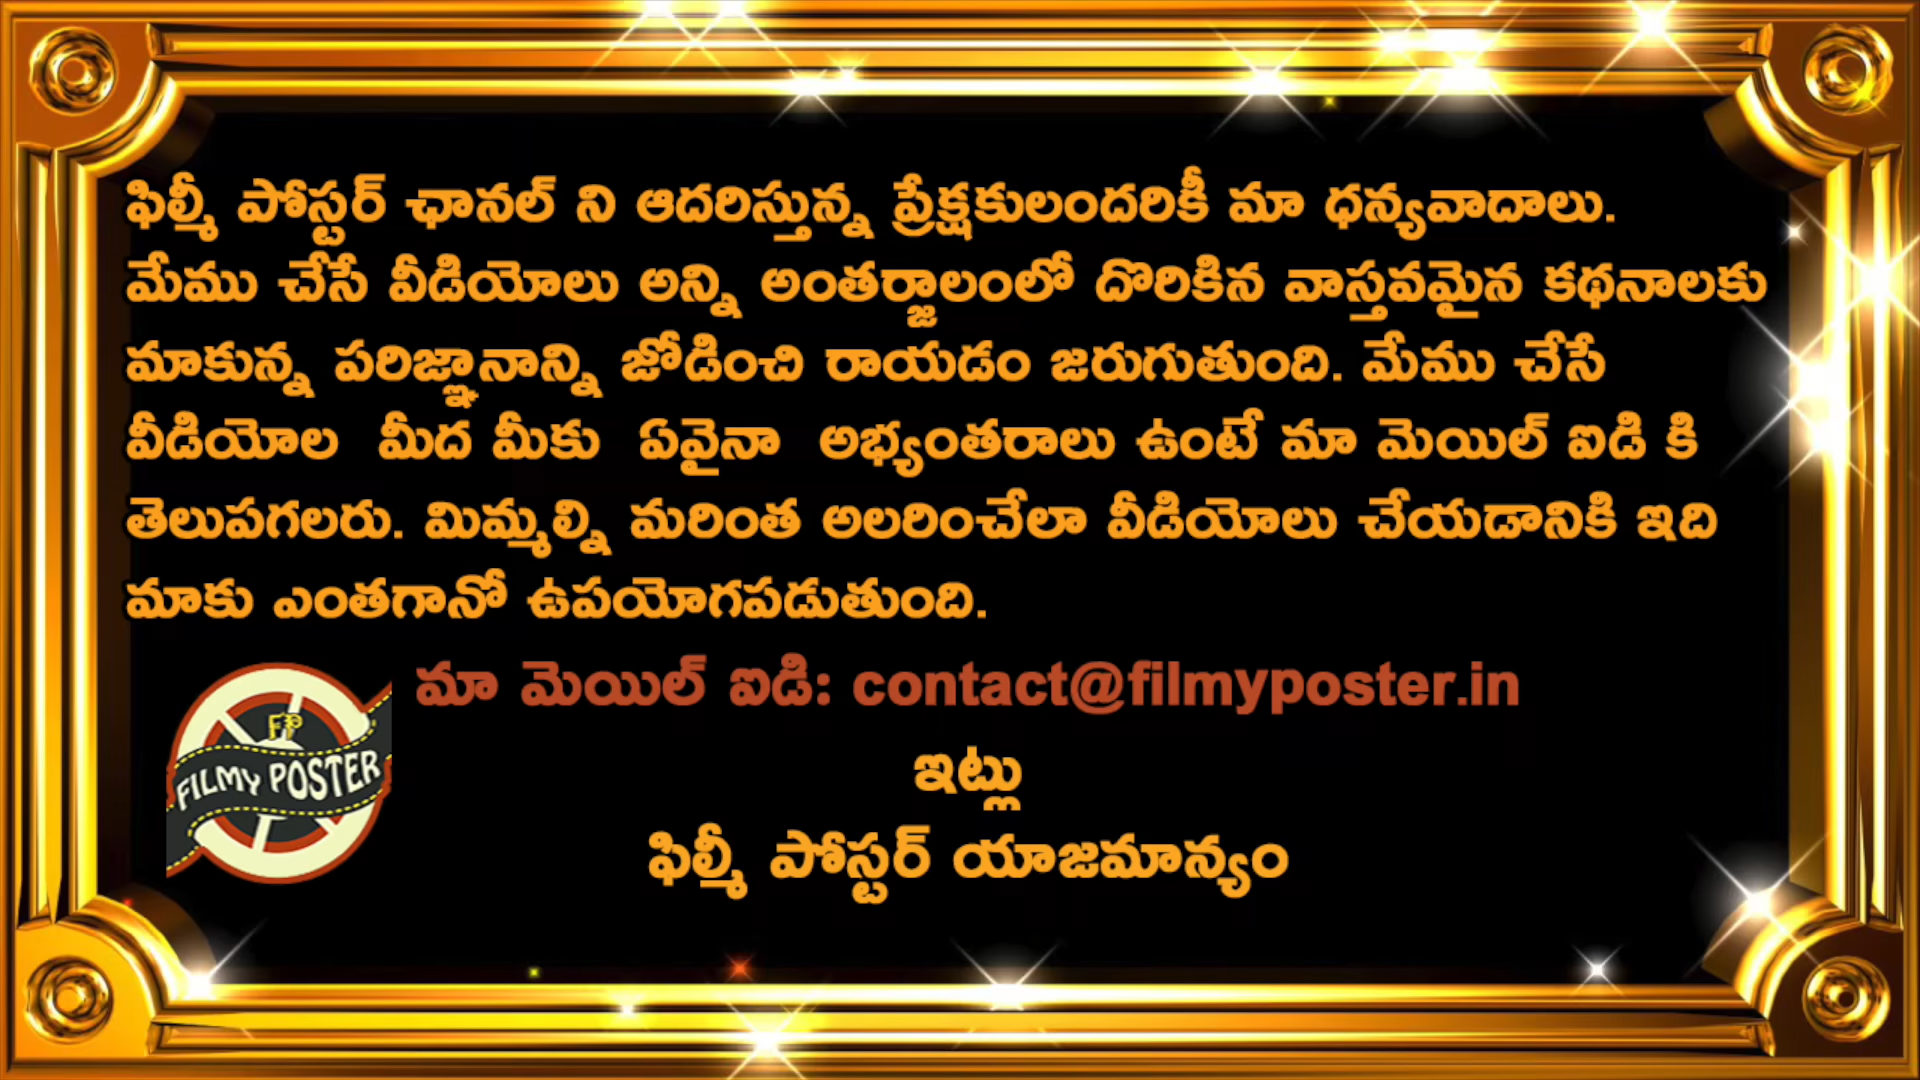 ఫిల్మీ పోస్టర్ ఛానల్ ని ఆదరిస్తున్న ప్రేక్షకులందరికీ మా ధన్యవాదాలు.
మేము చేసే వీడియోలు అన్ని అంతర్జాలంలో దొరికిన వాస్తవమైన కథనాలకు
మాకున్న పరిజ్ఞానాన్ని జోడించి రాయడం జరుగుతుంది. మేము చేసే
వీడియోల మీద మీకు ఏవైనా అభ్యంతరాలు ఉంటే మా మెయిల్ ఐడి కి
తెలుపగలరు. మిమ్మల్ని మరింత అలరించేలా వీడియోలు చేయడానికి ఇది
మాకు ఎంతగానో ఉపయోగపడుతుంది.
మా మెయిల్ ఐడి: contact@filmyposter.in
FP
FILMY POSTER
ఇట్లు
ఫిల్మీ పోస్టర్ యాజమాన్యం